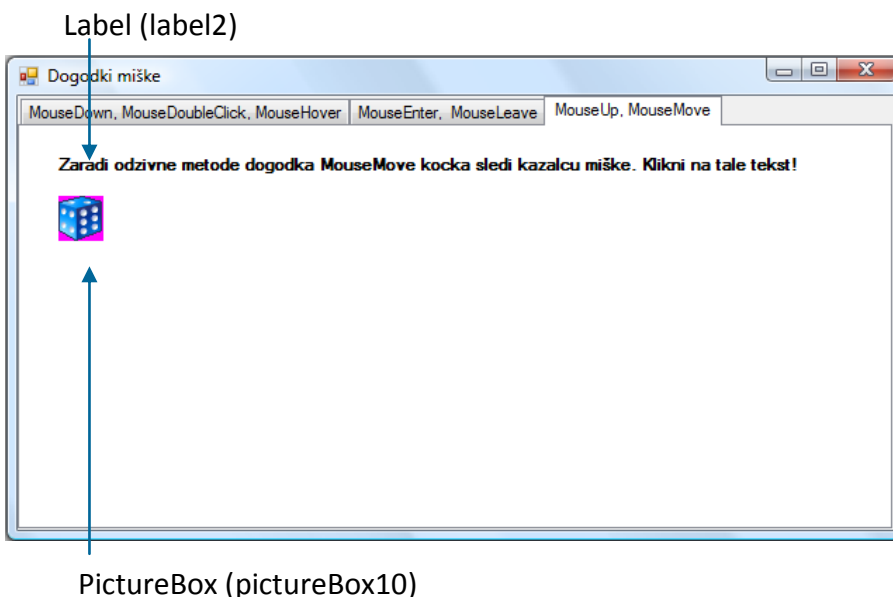 Label (label2)
Dogodki miške
MouseDown, MouseDoubleClick, MouseHover MouseEnter, MouseLeave MouseUp, MouseMove
Zaradi odzivne metode dogodka MouseMove kocka sledi kazalcu miške. Klikni na tale tekst!
PictureBox (pictureBox10)